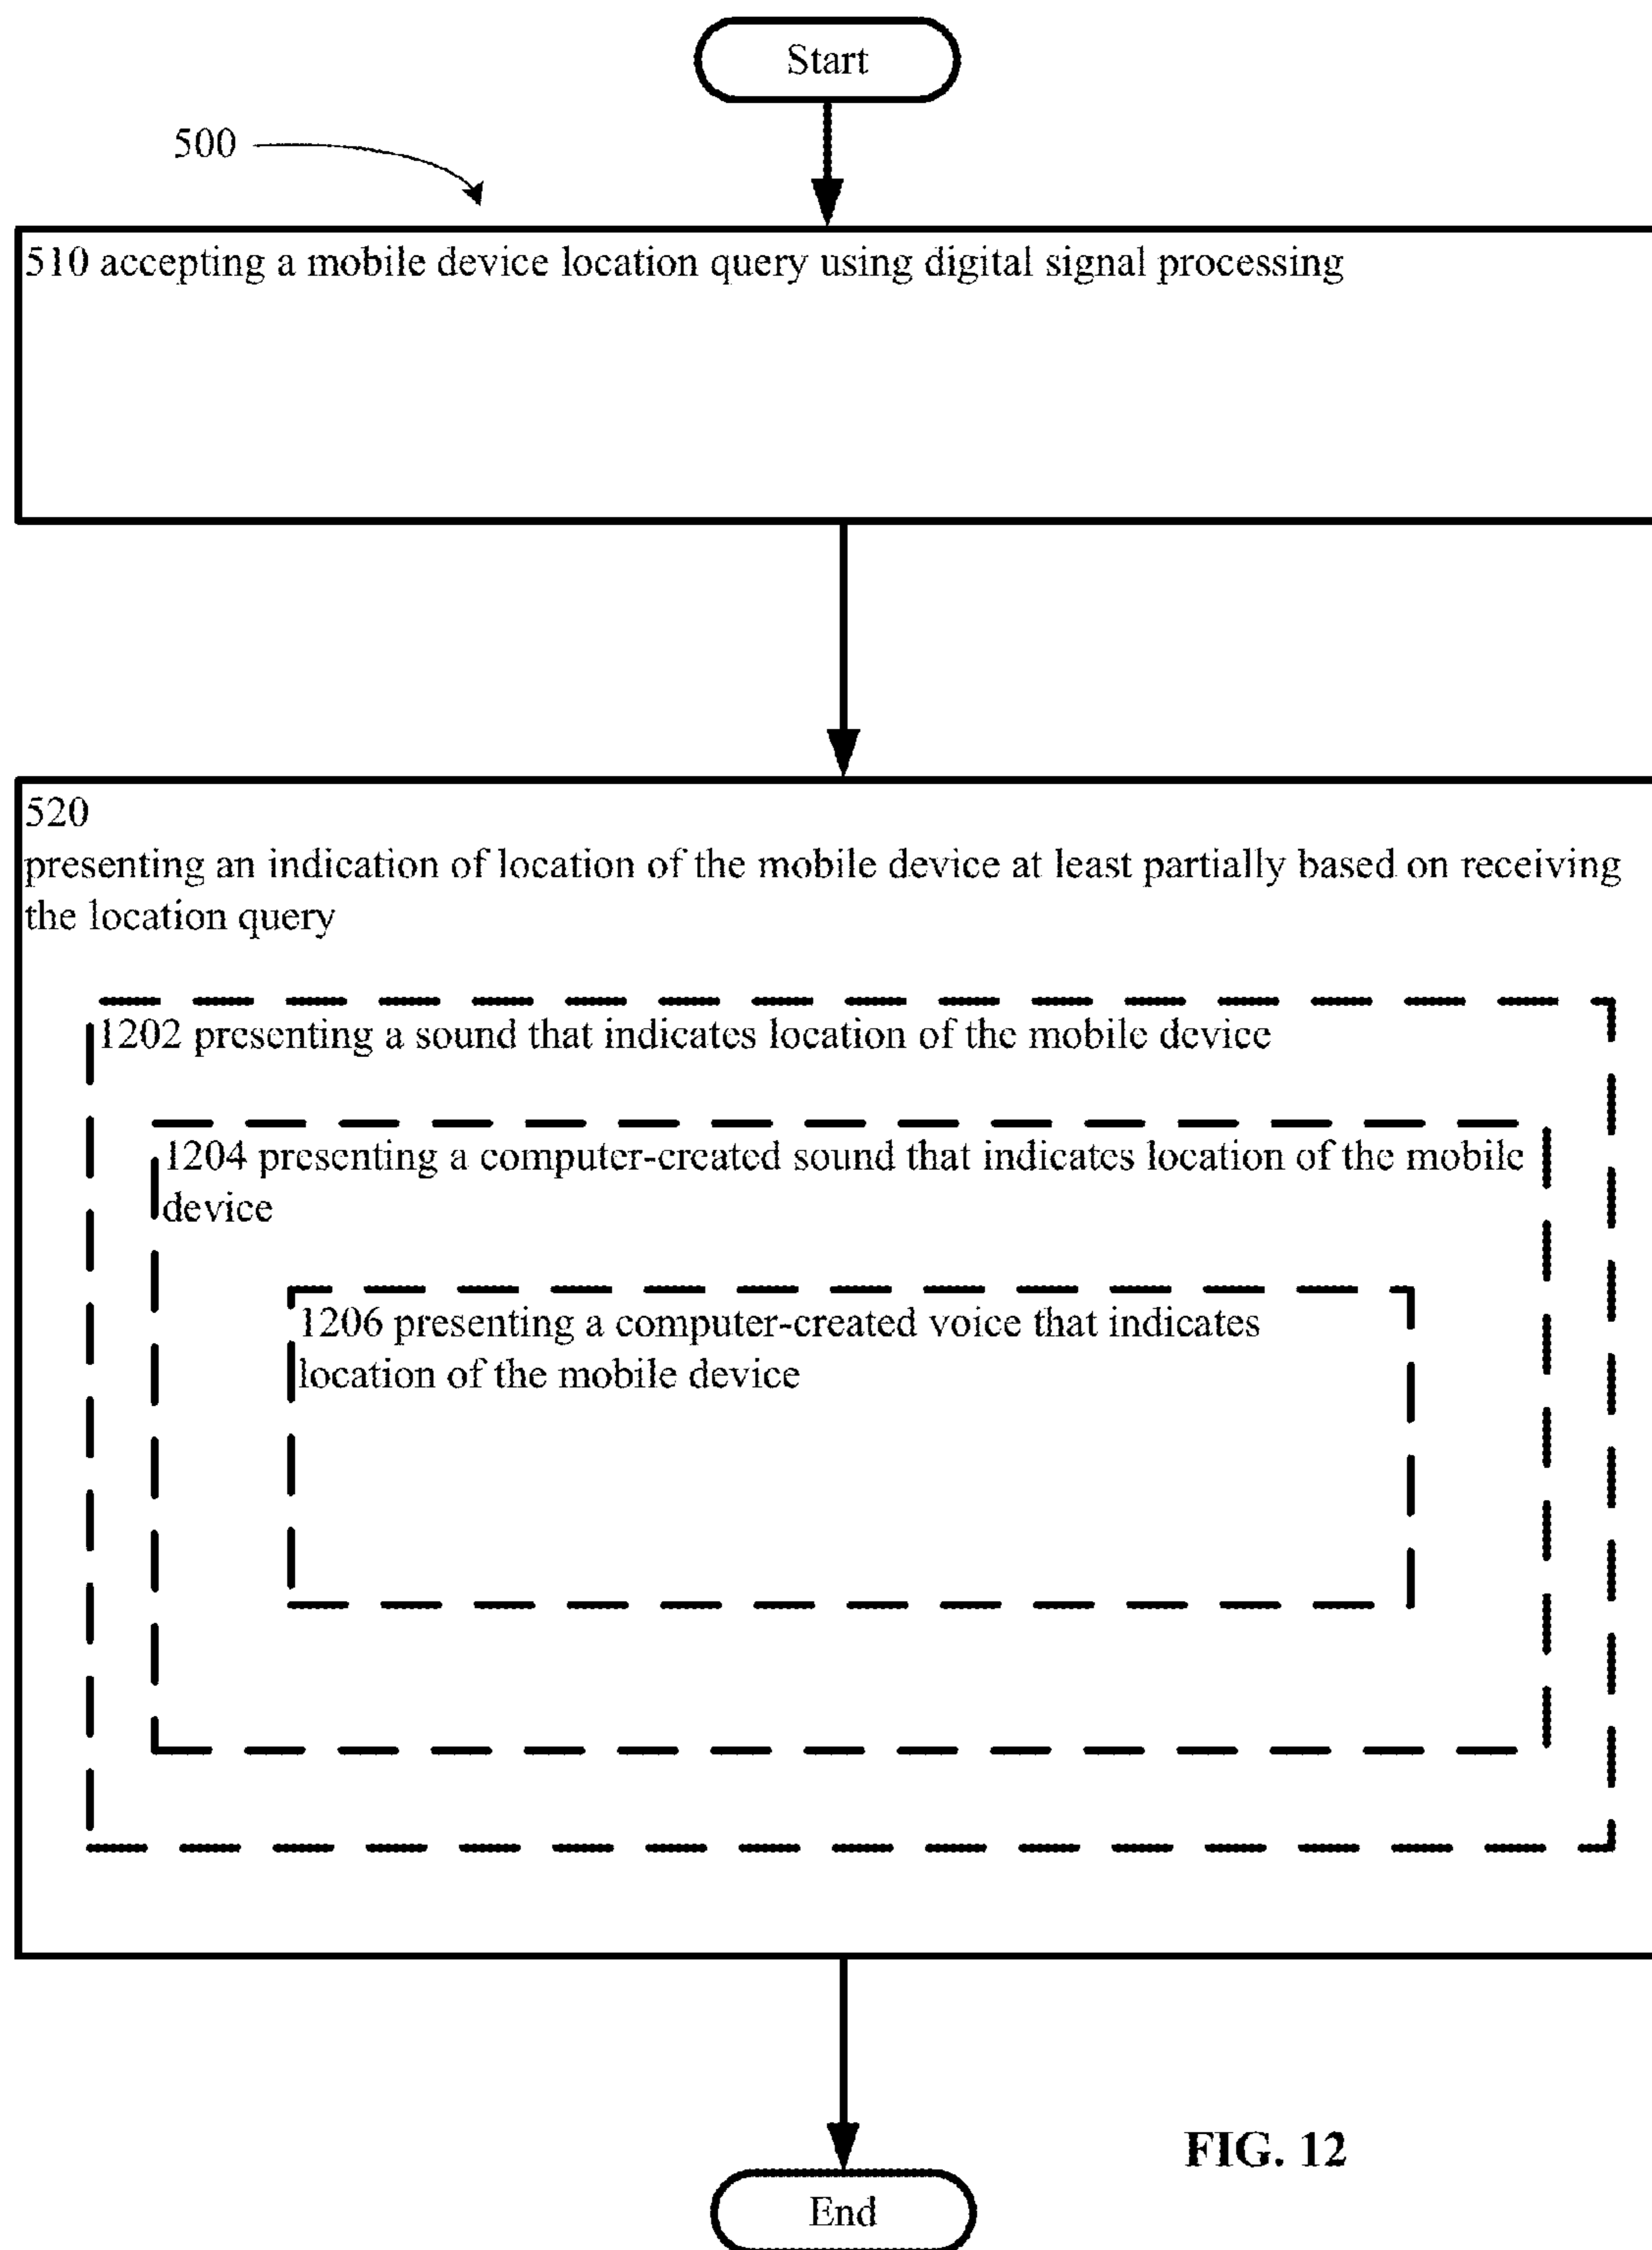 Start
500
510 accepting a mobile device location query using digital signal processing
520
presenting an indication of location of the mobile device at least partially based on receiving
the location query
1202 presenting a sound that indicates location of the mobile device
1204 presenting a computer-created sound that indicates location of the mobile
device
1206 presenting a computer-created voice that indicates
location of the mobile device
FIG. 12
End